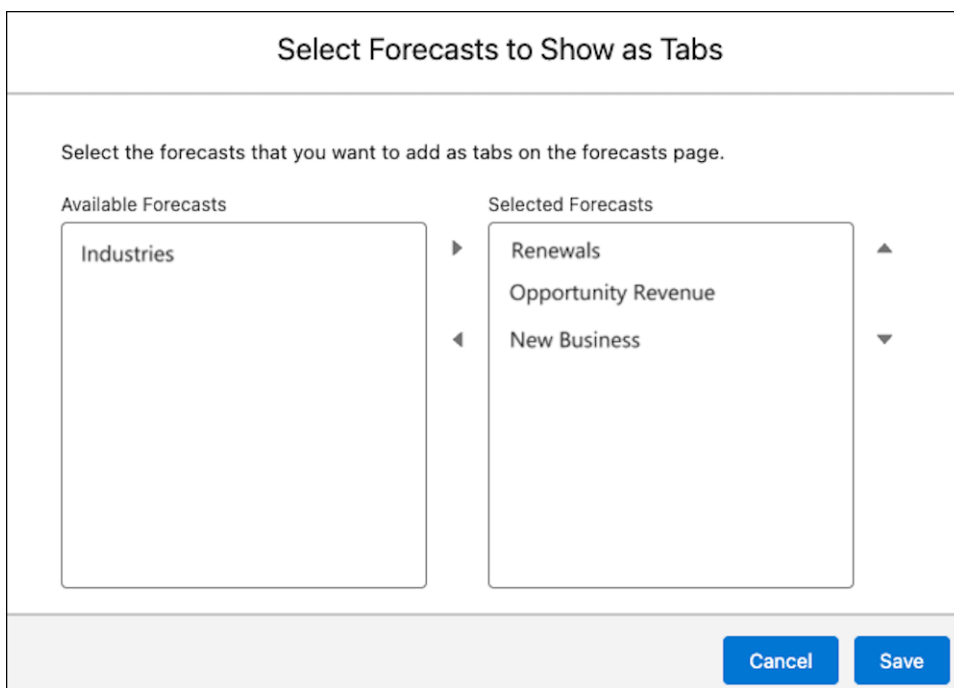 Select Forecasts to Show as Tabs
Select the forecasts that you want to add as tabs on the forecasts page.
Available Forecasts
Industries
Selected Forecasts
Renewals
Opportunity Revenue
New Business
Cancel
Save